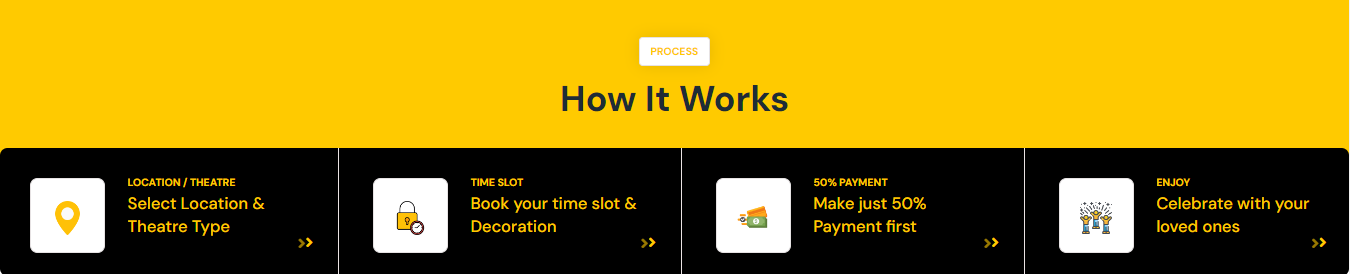 PROCESS
How It Works
LOCATION / THEATRE
Select Location &
Theatre Type
TIME SLOT
Book your time slot &
Decoration
50% PAYMENT
Make just 50%
Payment first
ENJOY
Celebrate with your
loved ones